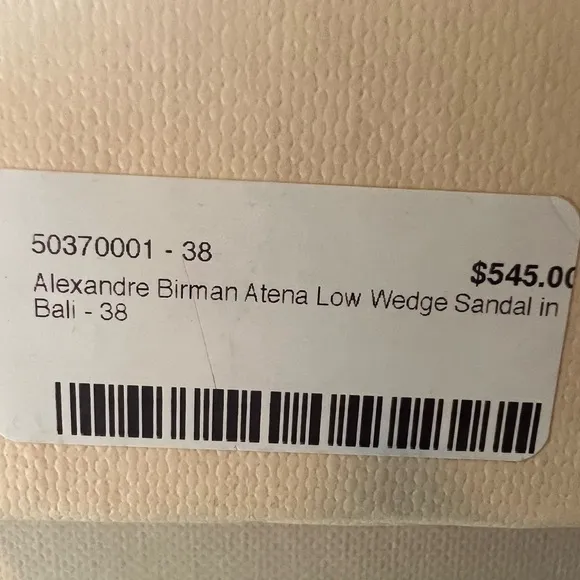 50370001 - 38
$545.00
Alexandre Birman Atena Low Wedge Sandal in
Bali - 38